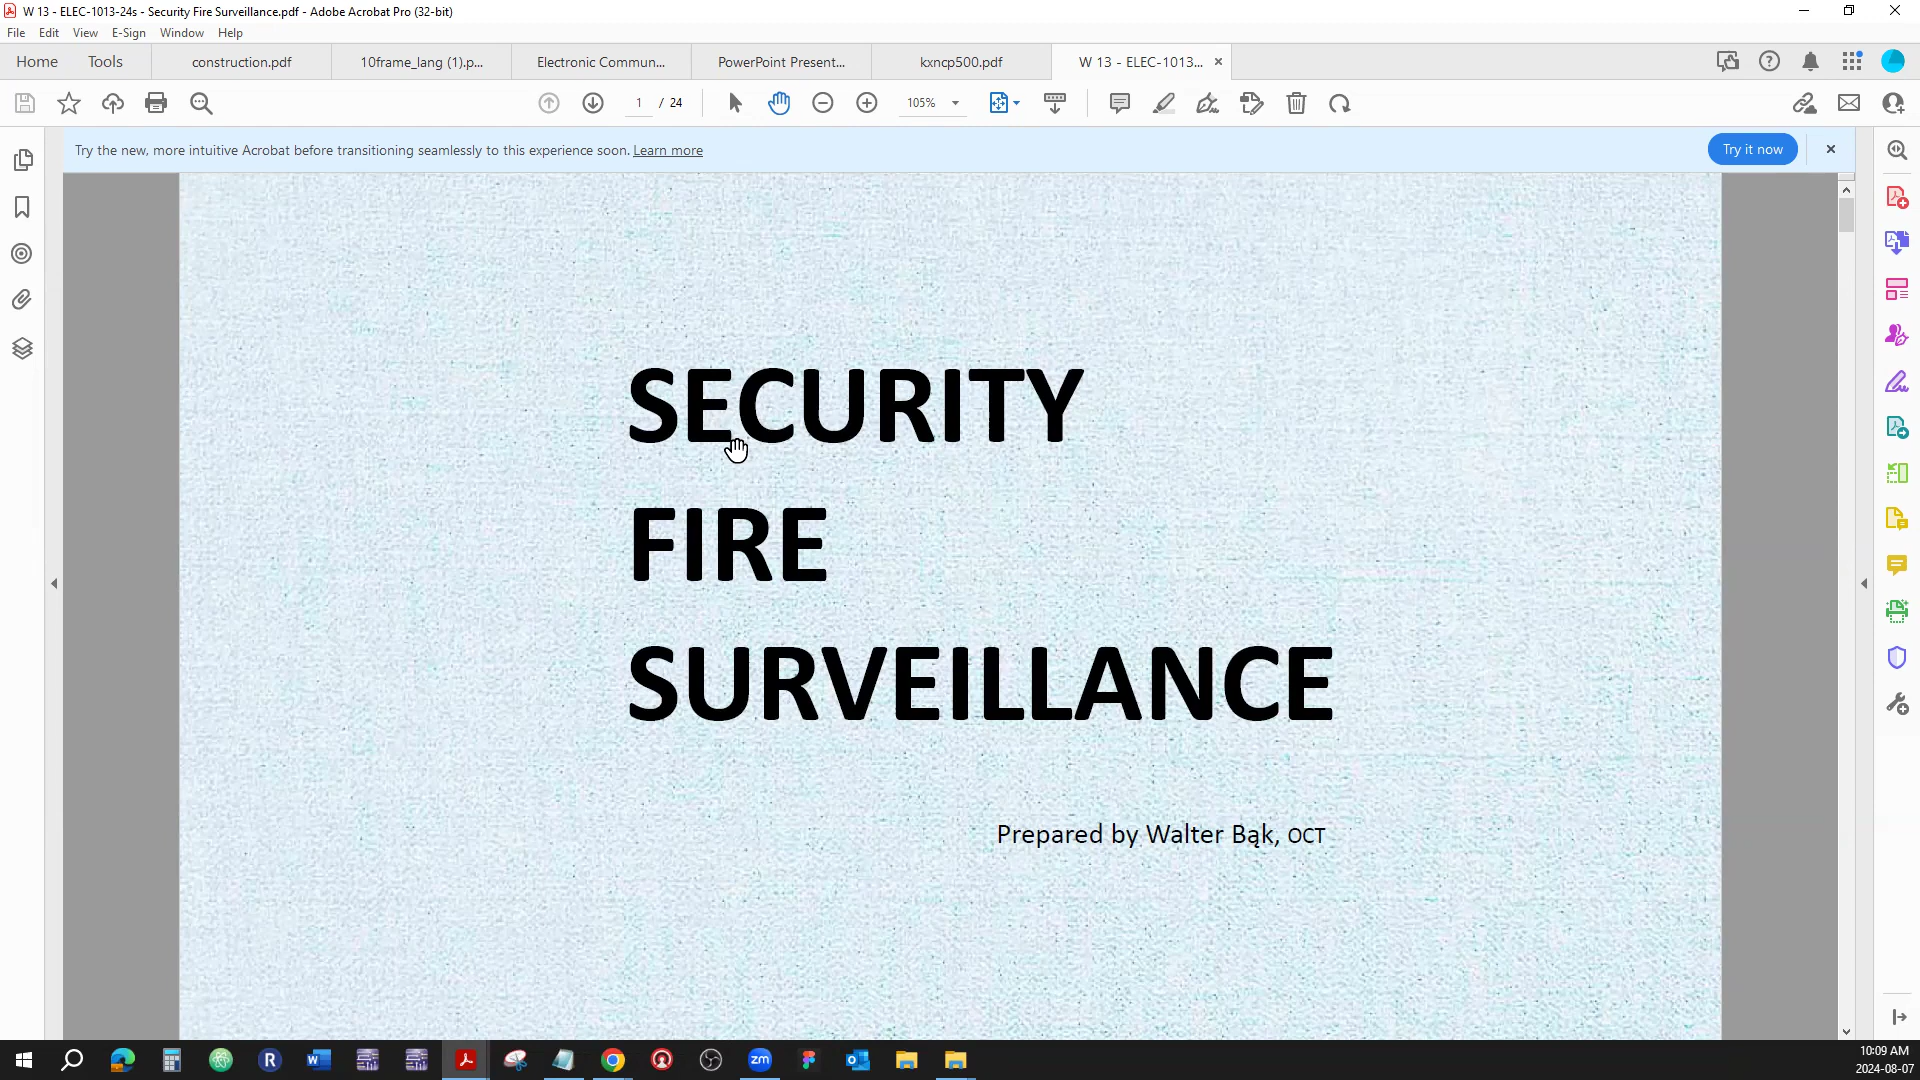 W 13 - ELEC-1013-24s - Security Fire Surveillance.pdf - Adobe Acrobat Pro (32-bit)
File Edit View E-Sign Window Help
Home Tools construction.pdf 10frame_lang (1).p... Electronic Commun... PowerPoint Present... kxncp500.pdf W 13 - ELEC-1013...
1 / 24 105%
Try the new, more intuitive Acrobat before transitioning seamlessly to this experience soon. Learn more Try it now
SECURITY
FIRE
SURVEILLANCE
Prepared by Walter Bąk, OCT
10:09 AM
2024-08-07